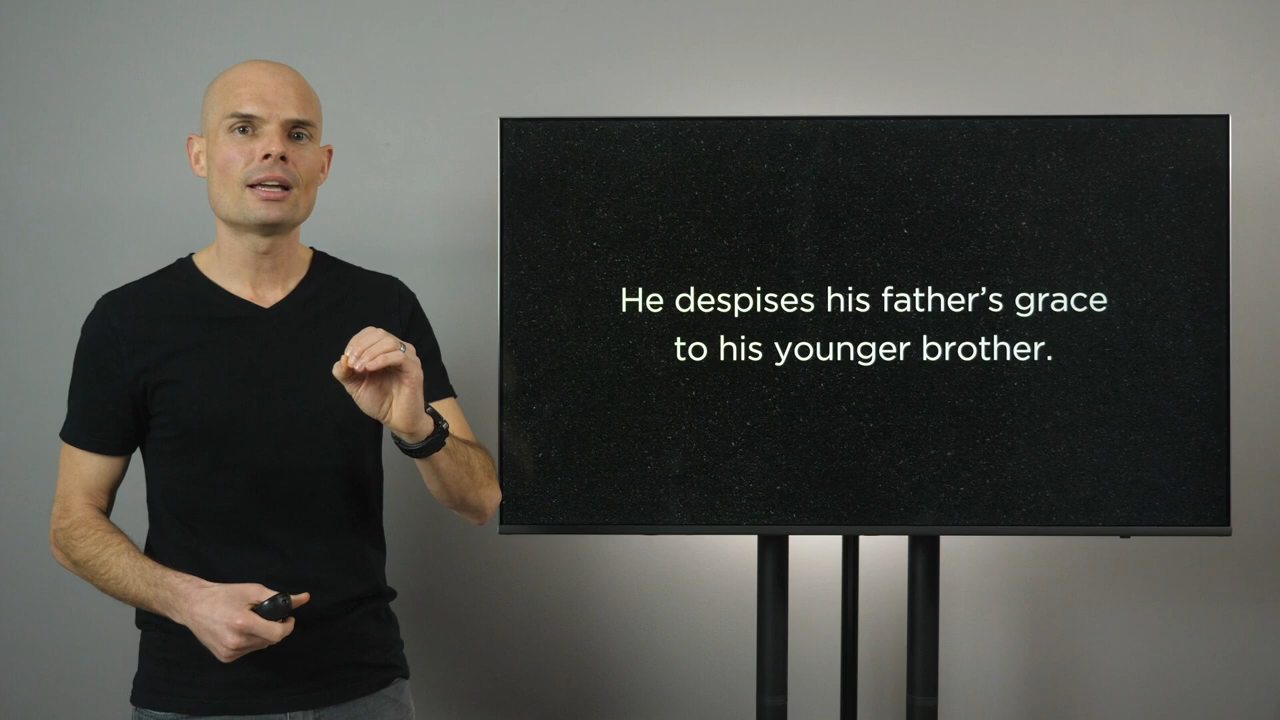 He despises his father’s grace
to his younger brother.